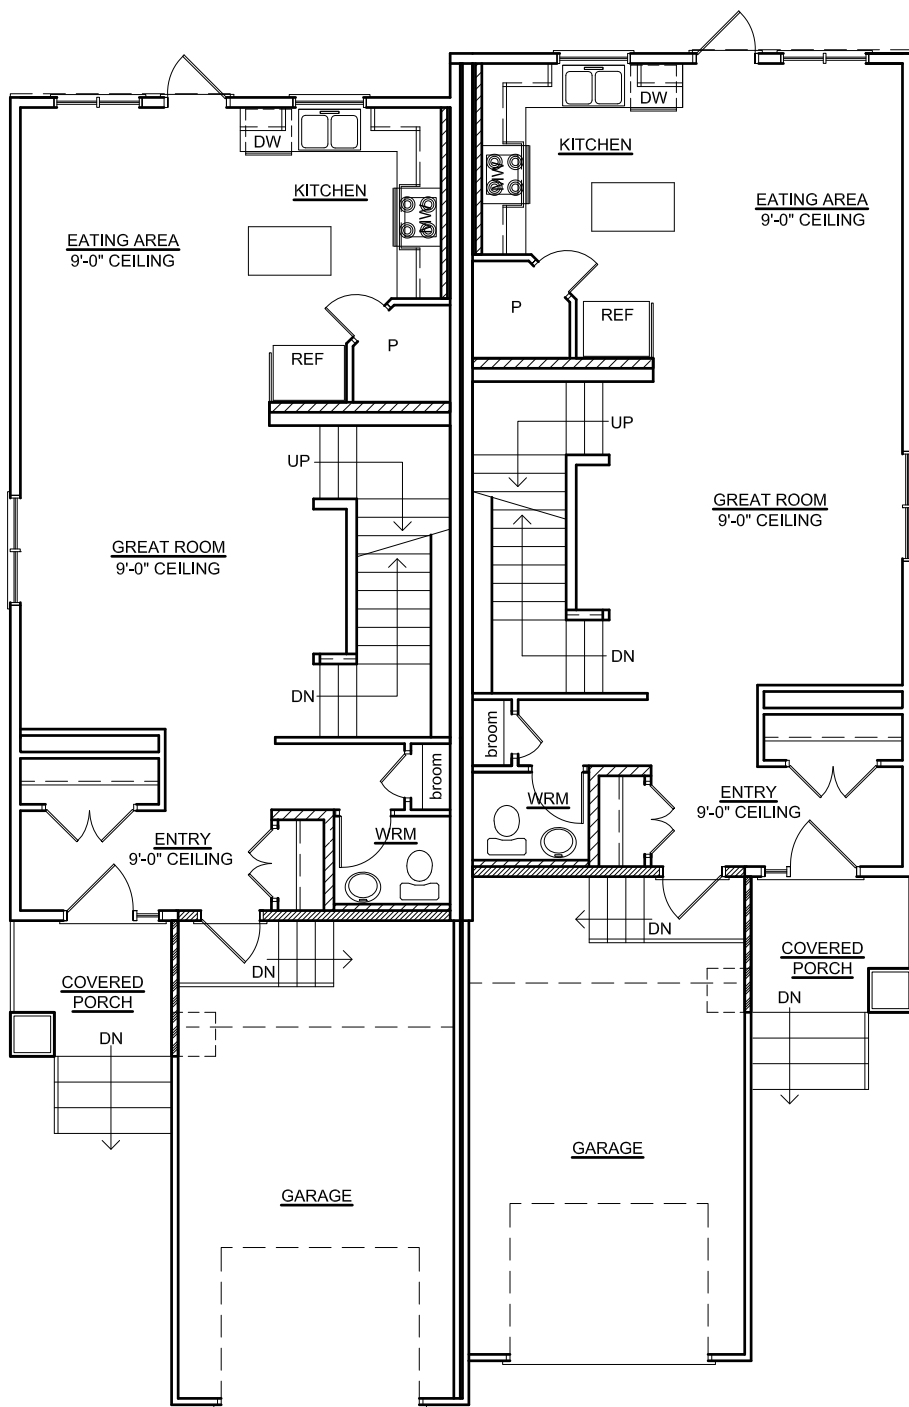 DW
KITCHEN
EATING AREA
9'-0" CEILING
MW
REF
P
UP
GREAT ROOM
9'-0" CEILING
DN
broom
WRM
ENTRY
9'-0" CEILING
DN
COVERED
PORCH
DN
GARAGE
DW
KITCHEN
MW
EATING AREA
9'-0" CEILING
P
REF
UP
GREAT ROOM
9'-0" CEILING
DN
broom
WRM
ENTRY
9'-0" CEILING
DN
COVERED
PORCH
DN
GARAGE